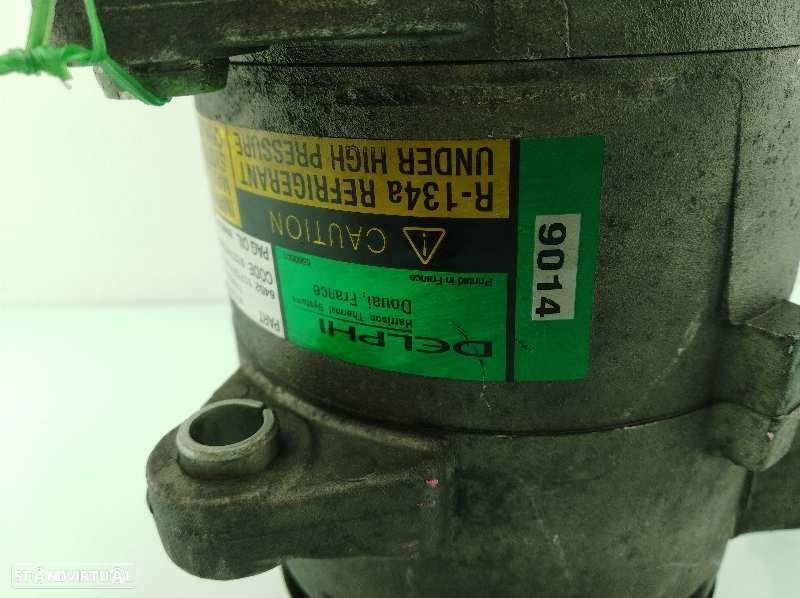 DELPHI
Harrison Thermal Systems
Douai, France
Printed in France
CAUTION
R-134a REFRIGERANT
UNDER HIGH PRESSURE
9014
PART
CODE
PAG OIL
STANDVIRTUAL